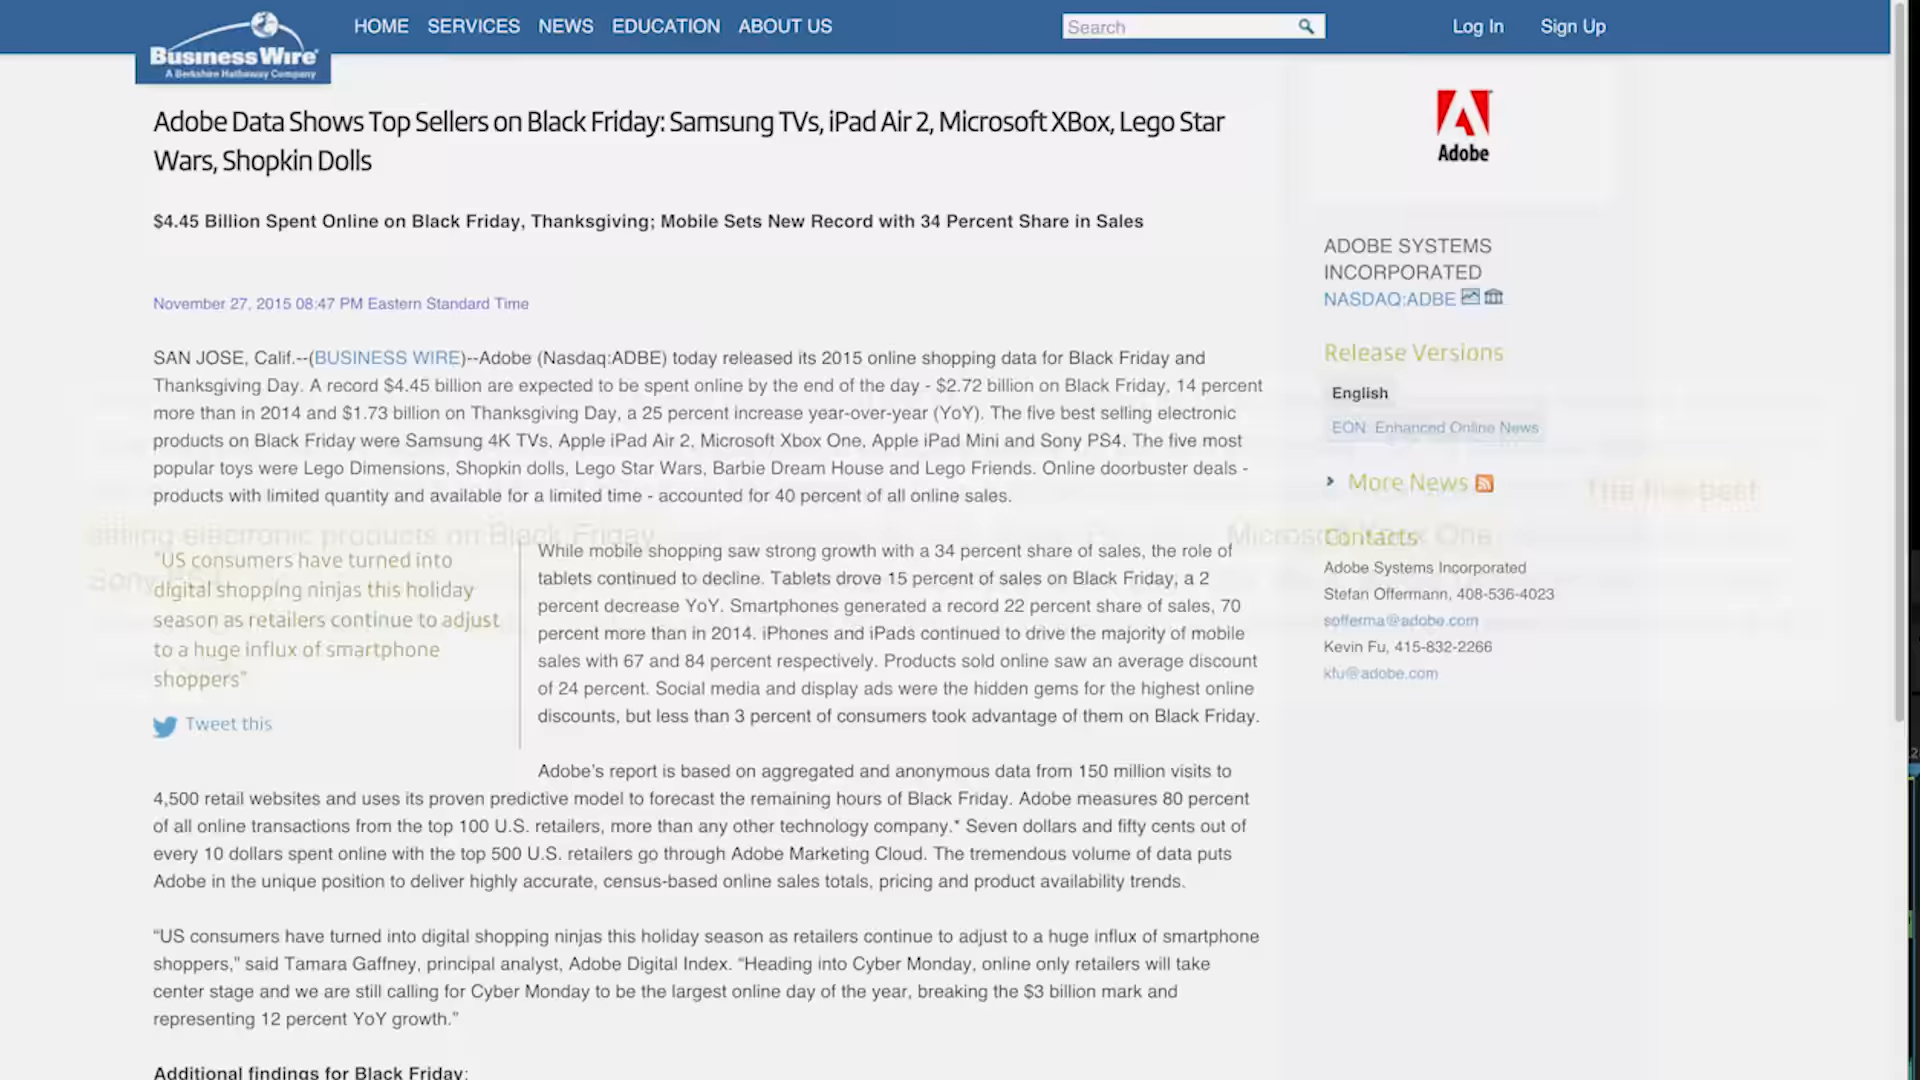 HOME SERVICES NEWS EDUCATION ABOUT US
Search
Log In Sign Up
Business Wire
A Berkshire Hathaway Company
Adobe Data Shows Top Sellers on Black Friday: Samsung TVs, iPad Air 2, Microsoft XBox, Lego Star
Wars, Shopkin Dolls
$4.45 Billion Spent Online on Black Friday, Thanksgiving; Mobile Sets New Record with 34 Percent Share in Sales
November 27, 2015 08:47 PM Eastern Standard Time
SAN JOSE, Calif.--(BUSINESS WIRE)--Adobe (Nasdaq:ADBE) today released its 2015 online shopping data for Black Friday and
Thanksgiving Day. A record $4.45 billion are expected to be spent online by the end of the day - $2.72 billion on Black Friday, 14 percent
more than in 2014 and $1.73 billion on Thanksgiving Day, a 25 percent increase year-over-year (YoY). The five best selling electronic
products on Black Friday were Samsung 4K TVs, Apple iPad Air 2, Microsoft Xbox One, Apple iPad Mini and Sony PS4. The five most
popular toys were Lego Dimensions, Shopkin dolls, Lego Star Wars, Barbie Dream House and Lego Friends. Online doorbuster deals -
products with limited quantity and available for a limited time - accounted for 40 percent of all online sales.
"US consumers have turned into
digital shopping ninjas this holiday
season as retailers continue to adjust
to a huge influx of smartphone
shoppers"
Tweet this
While mobile shopping saw strong growth with a 34 percent share of sales, the role of
tablets continued to decline. Tablets drove 15 percent of sales on Black Friday, a 2
percent decrease YoY. Smartphones generated a record 22 percent share of sales, 70
percent more than in 2014. iPhones and iPads continued to drive the majority of mobile
sales with 67 and 84 percent respectively. Products sold online saw an average discount
of 24 percent. Social media and display ads were the hidden gems for the highest online
discounts, but less than 3 percent of consumers took advantage of them on Black Friday.
Adobe's report is based on aggregated and anonymous data from 150 million visits to
4,500 retail websites and uses its proven predictive model to forecast the remaining hours of Black Friday. Adobe measures 80 percent
of all online transactions from the top 100 U.S. retailers, more than any other technology company.* Seven dollars and fifty cents out of
every 10 dollars spent online with the top 500 U.S. retailers go through Adobe Marketing Cloud. The tremendous volume of data puts
Adobe in the unique position to deliver highly accurate, census-based online sales totals, pricing and product availability trends.
“US consumers have turned into digital shopping ninjas this holiday season as retailers continue to adjust to a huge influx of smartphone
shoppers,” said Tamara Gaffney, principal analyst, Adobe Digital Index. “Heading into Cyber Monday, online only retailers will take
center stage and we are still calling for Cyber Monday to be the largest online day of the year, breaking the $3 billion mark and
representing 12 percent YoY growth.”
Additional findings for Black Friday:
Adobe
ADOBE SYSTEMS
INCORPORATED
NASDAQ:ADBE
Release Versions
English
EON: Enhanced Online News
More News
Contacts
Adobe Systems Incorporated
Stefan Offermann, 408-536-4023
sofferma@adobe.com
Kevin Fu, 415-832-2266
kfu@adobe.com
The five best
selling electronic products on Black Friday
Microsoft Xbox One
Sony PS4